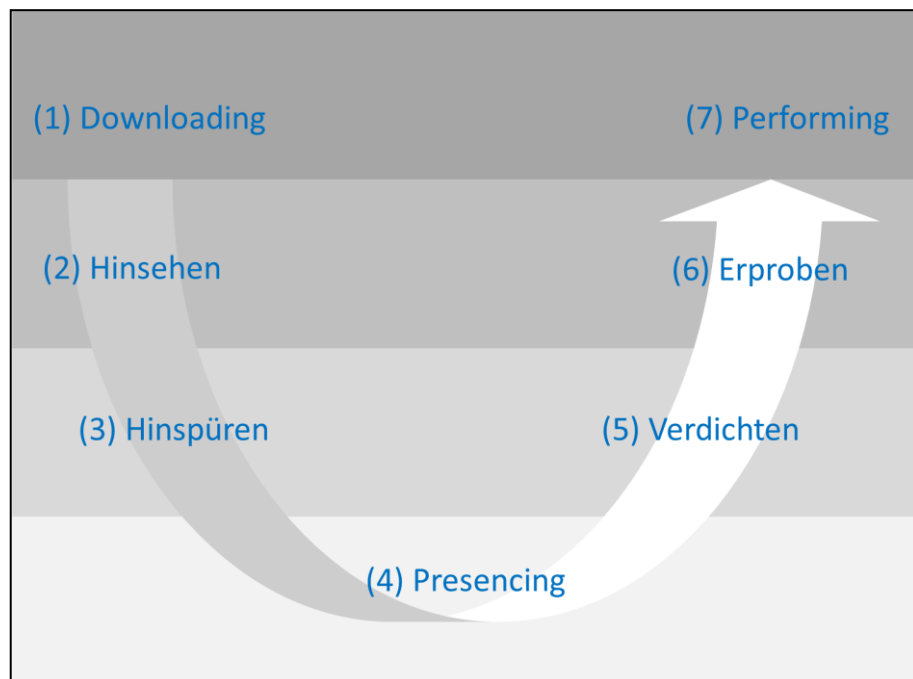 (1) Downloading
(7) Performing
(2) Hinsehen
(6) Erproben
(3) Hinspüren
(5) Verdichten
(4) Presencing